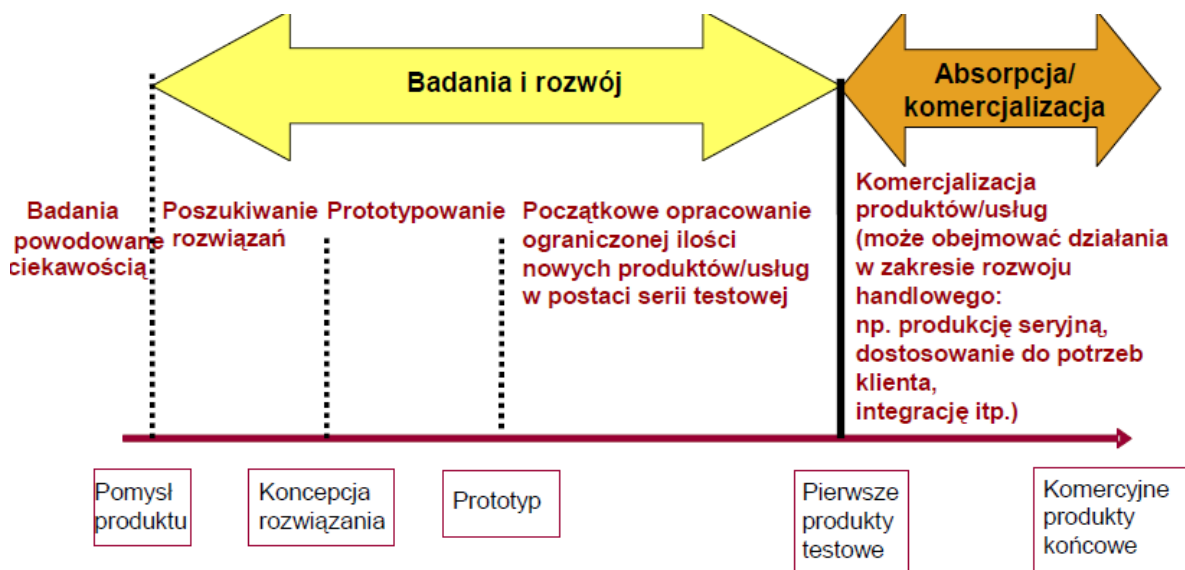 Badania i rozwój
Absorpcja/
komercjalizacja
Badania
powodowane
ciekawością
Poszukiwanie
rozwiązań
Prototypowanie
Początkowe opracowanie
ograniczonej ilości
nowych produktów/usług
w postaci serii testowej
Komercjalizacja
produktów/usług
(może obejmować działania
w zakresie rozwoju
handlowego:
np. produkcję seryjną,
dostosowanie do potrzeb
klienta,
integrację itp.)
Pomysł
produktu
Koncepcja
rozwiązania
Prototyp
Pierwsze
produkty
testowe
Komercyjne
produkty
końcowe